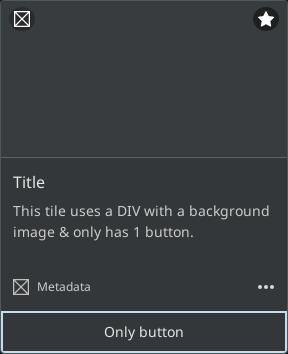 Title
This tile uses a DIV with a background
image & only has 1 button.
Metadata
Only button